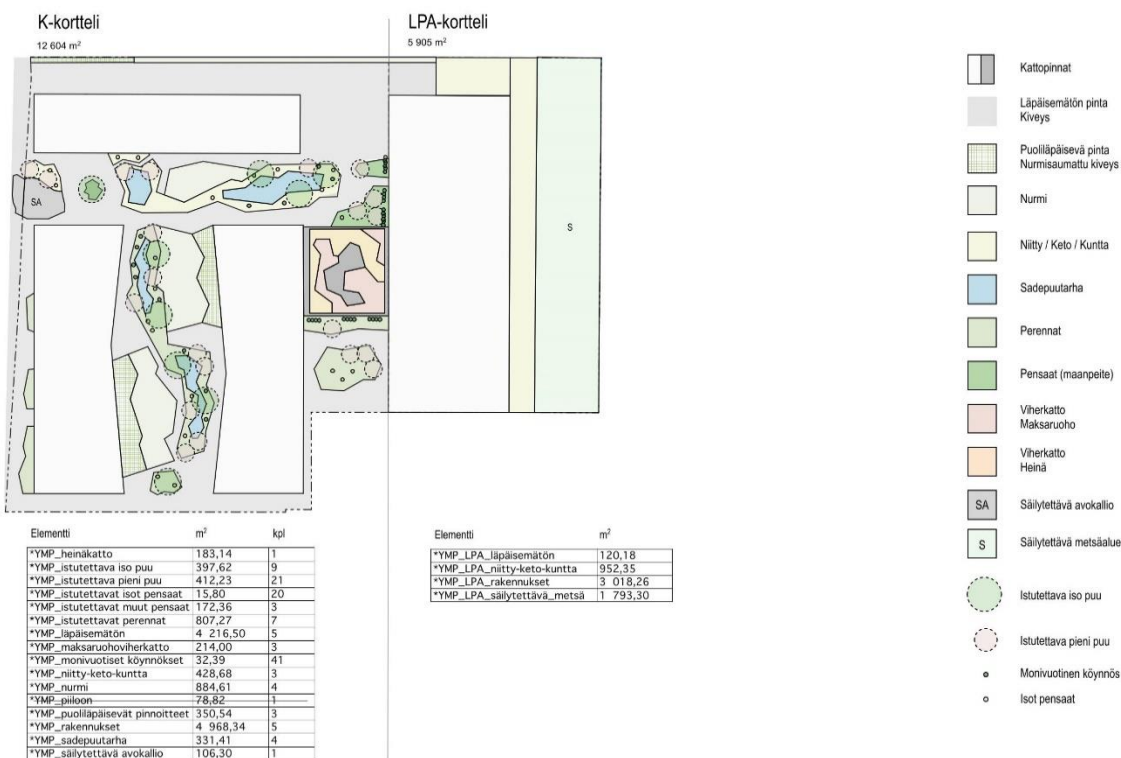 K-kortteli
12 604 m²
LPA-kortteli
5 905 m²
SA
S
Kattopinnat
Läpäisemätön pinta
Kiveys
Puoliläpäisevä pinta
Nurmisaumattu kiveys
Nurmi
Niitty / Keto / Kuntta
Sadepuutarha
Perennat
Pensaat (maanpeite)
Viherkatto
Maksaruoho
Viherkatto
Heinä
SA Säilytettävä avokallio
S Säilytettävä metsäalue
Istutettava iso puu
Istutettava pieni puu
Monivuotinen köynnös
Isot pensaat
Elementti m² kpl
*YMP_heinäkatto 183,14 1
*YMP_istutettava iso puu 397,62 9
*YMP_istutettava pieni puu 412,23 21
*YMP_istutettavat isot pensaat 15,80 20
*YMP_istutettavat muut pensaat 172,36 3
*YMP_istutettavat perennat 807,27 7
*YMP_läpäisemätön 4 216,50 5
*YMP_maksaruohoviherkatto 214,00 3
*YMP_monivuotiset köynnökset 32,39 41
*YMP_niitty-keto-kuntta 428,68 3
*YMP_nurmi 884,61 4
*YMP_piiloon 78,82 1
*YMP_puoliläpäisevät pinnoitteet 350,54 3
*YMP_rakennukset 4 968,34 5
*YMP_sadepuutarha 331,41 4
*YMP_säilytettävä avokallio 106,30 1
Elementti m²
*YMP_LPA_läpäisemätön 120,18
*YMP_LPA_niitty-keto-kuntta 952,35
*YMP_LPA_rakennukset 3 018,26
*YMP_LPA_säilytettävä_metsä 1 793,30